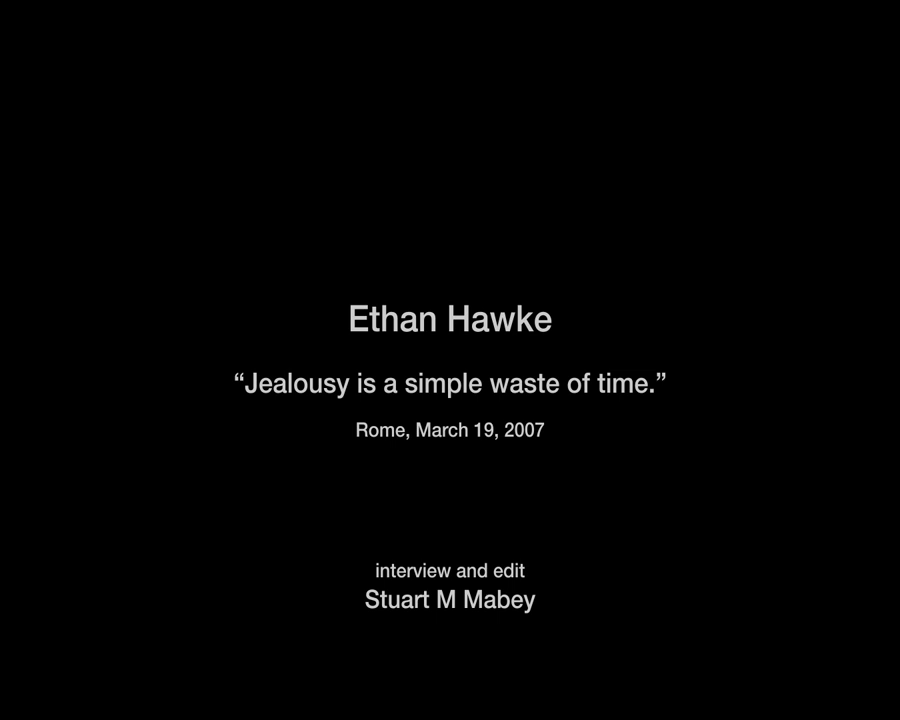 Ethan Hawke
“Jealousy is a simple waste of time.”
Rome, March 19, 2007
interview and edit
Stuart M Mabey